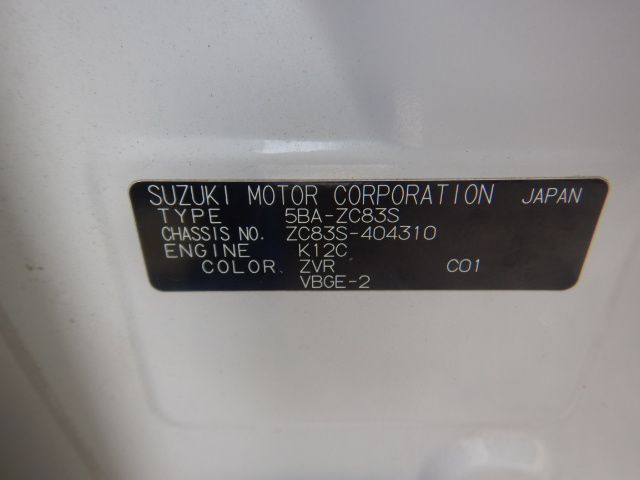 SUZUKI MOTOR CORPORATION JAPAN
TYPE 5BA-ZC83S
CHASSIS NO. ZC83S-404310
ENGINE K12C
COLOR ZVR C01
VBGE-2